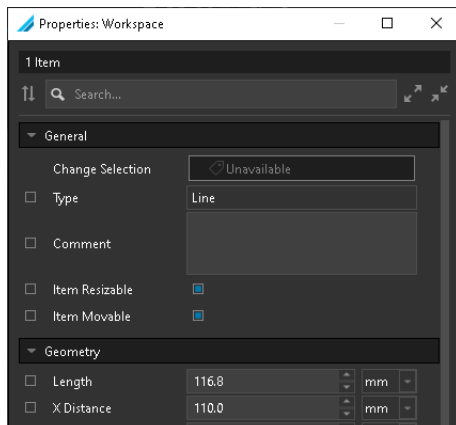 Properties: Workspace
1 Item
Search...
General
Change Selection Unavailable
Type Line
Comment
Item Resizable
Item Movable
Geometry
Length 116.8 mm
X Distance 110.0 mm